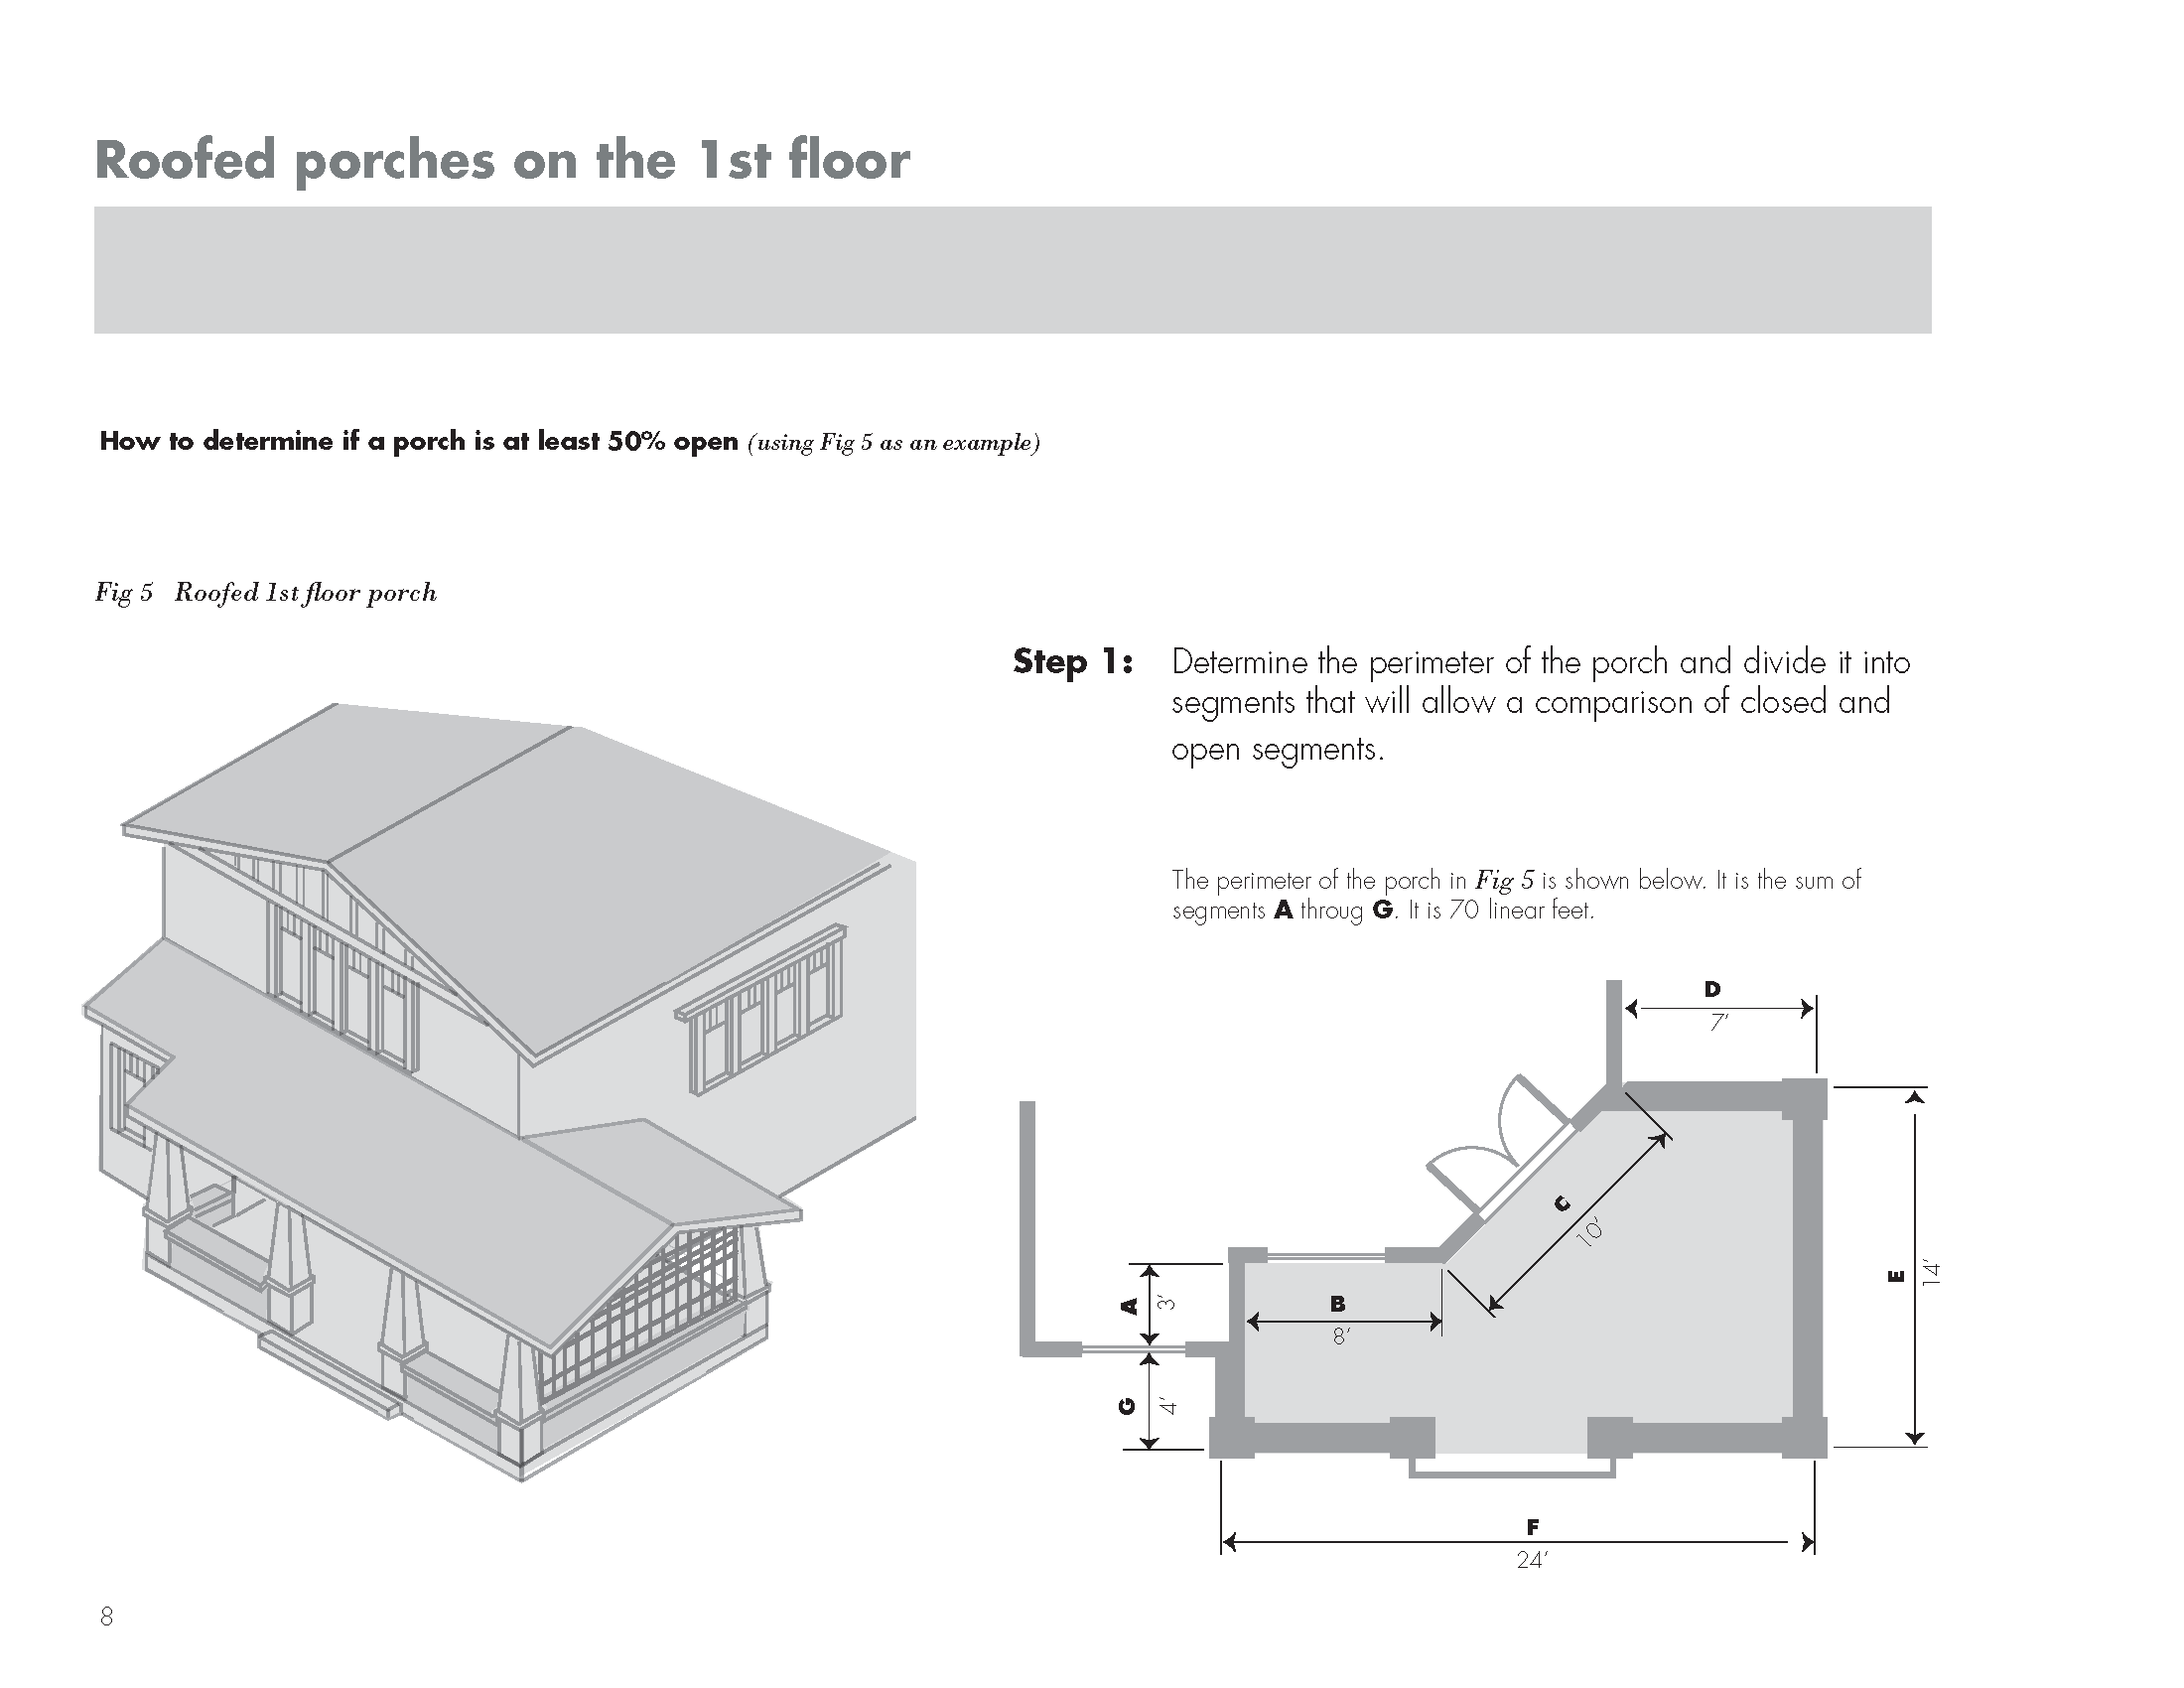 Roofed porches on the 1st floor
How to determine if a porch is at least 50% open (using Fig 5 as an example)
Fig 5 Roofed 1st floor porch
Step 1: Determine the perimeter of the porch and divide it into
segments that will allow a comparison of closed and
open segments.
The perimeter of the porch in Fig 5 is shown below. It is the sum of
segments A throug G. It is 70 linear feet.
D
7’
C
10’
E
14’
A
3’
B
8’
G
4’
F
24’
8